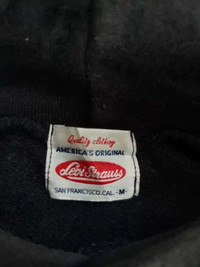 Quality clothing
AMERICA'S ORIGINAL
Levi Strauss
SAN FRANCISCO, CAL. -M-